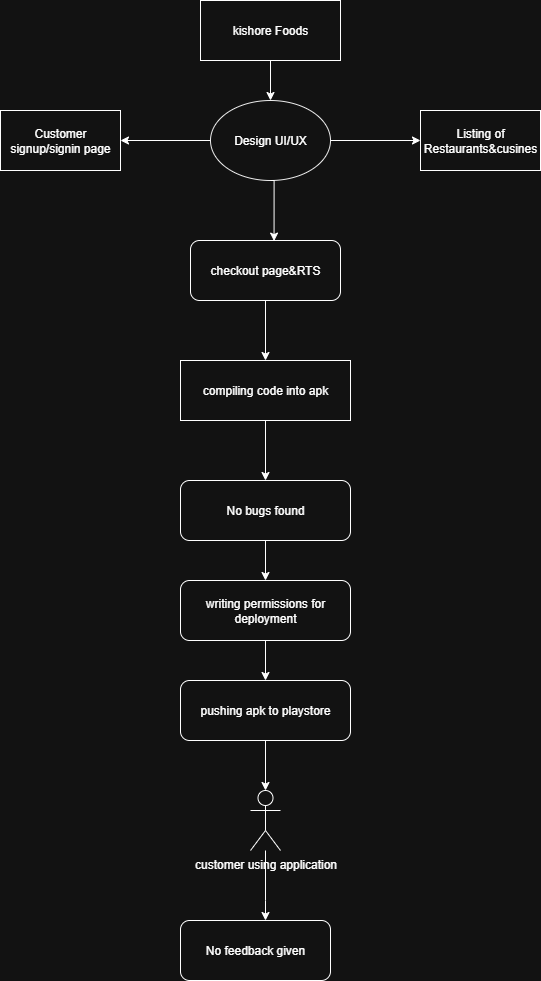 kishore Foods
Customer
signup/signin page
Design UI/UX
Listing of
Restaurants&cusines
checkout page&RTS
compiling code into apk
No bugs found
writing permissions for
deployment
pushing apk to playstore
customer using application
No feedback given